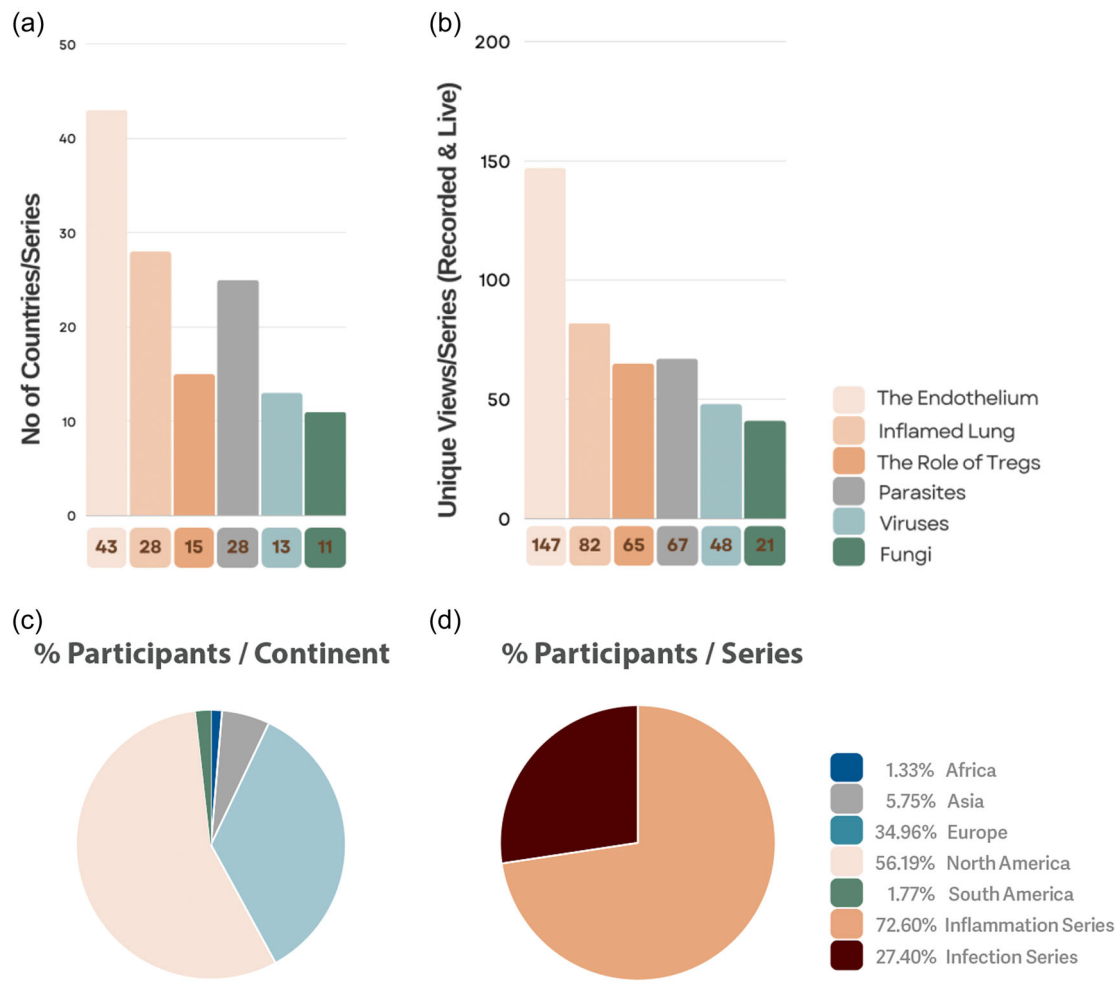 (a)
50
40
30
20
10
0
No of Countries/Series
43 28 15 28 13 11
(b)
200
150
100
50
0
Unique Views/Series (Recorded & Live)
147 82 65 67 48 21
The Endothelium
Inflamed Lung
The Role of Tregs
Parasites
Viruses
Fungi
(c)
% Participants / Continent
(d)
% Participants / Series
1.33% Africa
5.75% Asia
34.96% Europe
56.19% North America
1.77% South America
72.60% Inflammation Series
27.40% Infection Series